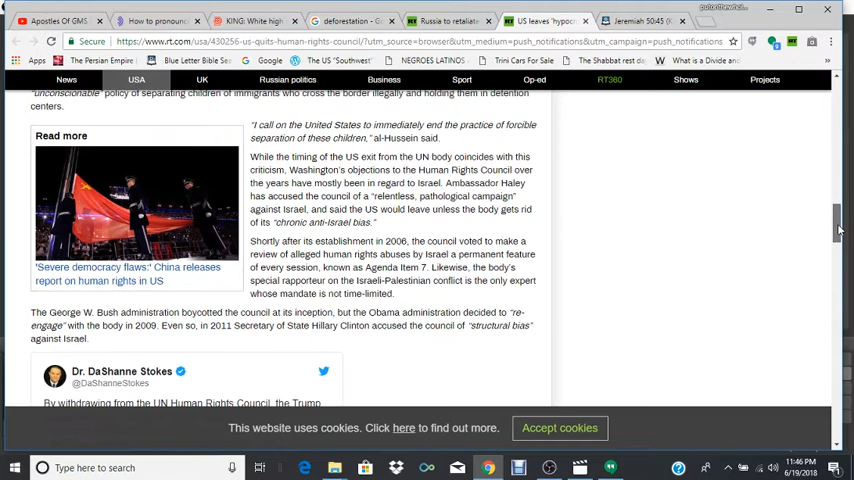 Apostles Of GMS
How to pronounc
KING: White high
deforestation - G
Russia to retaliate
US leaves 'hypoc
Jeremiah 50:45 (K
Secure
https://www.rt.com/usa/430256-us-quits-human-rights-council/?utm_source=browser&utm_medium=push_notifications&utm_campaign=push_notifications
Apps
The Persian Empire
Blue Letter Bible Se
Google
The US "Southwest"
NEGROES LATINOS
Trini Cars For Sale
The Shabbat rest da
What is a Divide and
News
USA
UK
Russian politics
Business
Sport
Op-ed
RT360
Shows
Projects
"unconscionable" policy of separating children of immigrants who cross the border illegally and holding them in detention
centers.
Read more
'Severe democracy flaws:' China releases
report on human rights in US
"I call on the United States to immediately end the practice of forcible
separation of these children," al-Hussein said.
While the timing of the US exit from the UN body coincides with this
criticism, Washington's objections to the Human Rights Council over
the years have mostly been in regard to Israel. Ambassador Haley
has accused the council of a "relentless, pathological campaign"
against Israel, and said the US would leave unless the body gets rid
of its "chronic anti-Israel bias."
Shortly after its establishment in 2006, the council voted to make a
review of alleged human rights abuses by Israel a permanent feature
of every session, known as Agenda Item 7. Likewise, the body's
special rapporteur on the Israeli-Palestinian conflict is the only expert
whose mandate is not time-limited.
The George W. Bush administration boycotted the council at its inception, but the Obama administration decided to "re-
engage" with the body in 2009. Even so, in 2011 Secretary of State Hillary Clinton accused the council of "structural bias"
against Israel.
Dr. DaShanne Stokes
@DaShanneStokes
By withdrawing from the UN Human Rights Council, the Trump
This website uses cookies. Click here to find out more.
Accept cookies
Type here to search
11:46 PM
6/19/2018